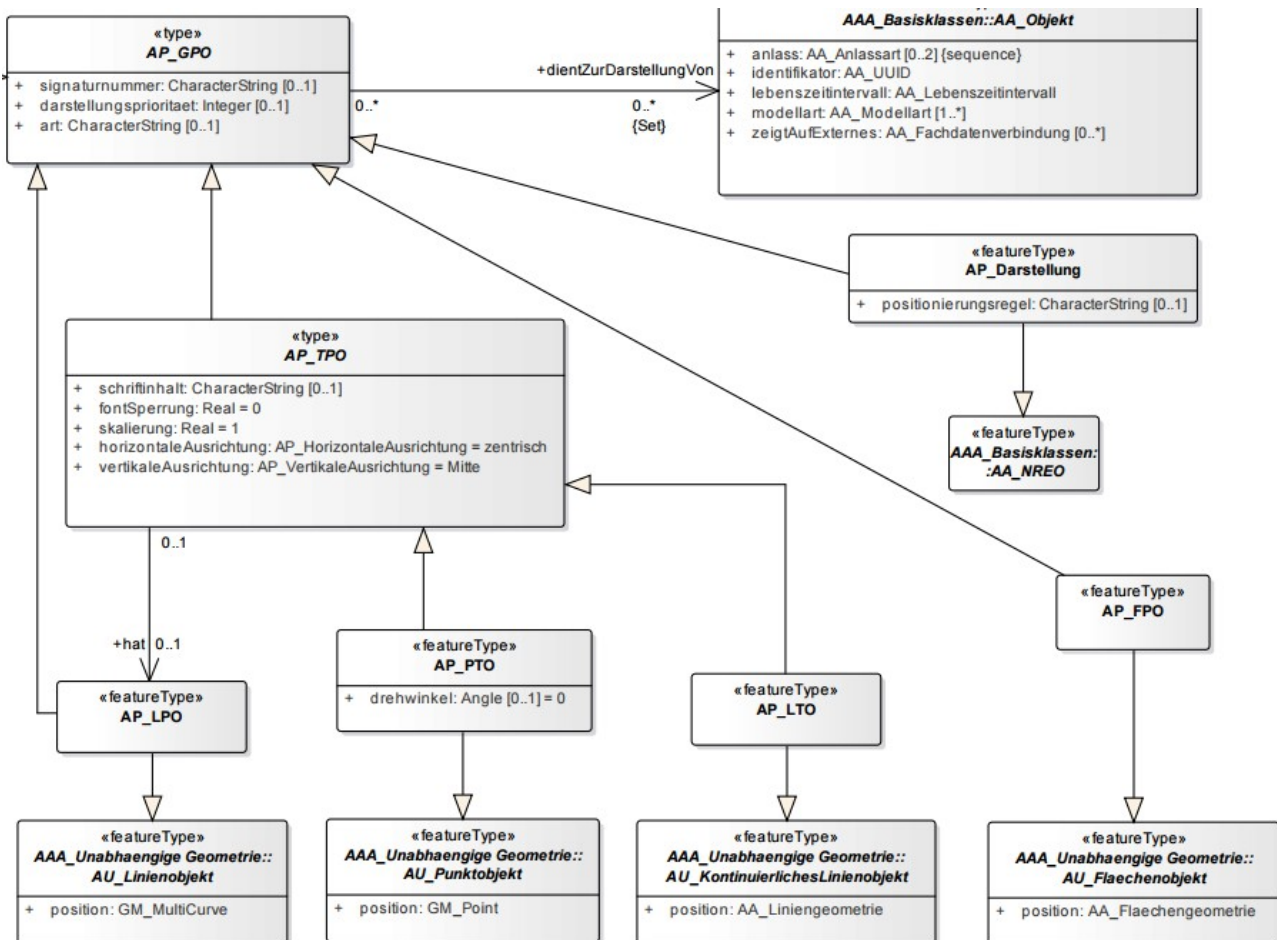 «type»
AP_GPO
+ signaturnummer: CharacterString [0..1]
+ darstellungsprioritaet: Integer [0..1]
+ art: CharacterString [0..1]
+dientZurDarstellungVon
0..*
0..*
{Set}
AAA_Basisklassen::AA_Objekt
+ anlass: AA_Anlassart [0..2] {sequence}
+ identifikator: AA_UUID
+ lebenszeitintervall: AA_Lebenszeitintervall
+ modellart: AA_Modellart [1..*]
+ zeigtAufExternes: AA_Fachdatenverbindung [0..*]
«featureType»
AP_Darstellung
+ positionierungsregel: CharacterString [0..1]
«type»
AP_TPO
+ schriftinhalt: CharacterString [0..1]
+ fontSperrung: Real = 0
+ skalierung: Real = 1
+ horizontaleAusrichtung: AP_HorizontaleAusrichtung = zentrisch
+ vertikaleAusrichtung: AP_VertikaleAusrichtung = Mitte
«featureType»
AAA_Basisklassen:
:AA_NREO
0..1
+hat 0..1
«featureType»
AP_FPO
«featureType»
AP_PTO
+ drehwinkel: Angle [0..1] = 0
«featureType»
AP_LPO
«featureType»
AP_LTO
«featureType»
AAA_Unabhaengige Geometrie::
AU_Linienobjekt
+ position: GM_MultiCurve
«featureType»
AAA_Unabhaengige Geometrie::
AU_Punktobjekt
+ position: GM_Point
«featureType»
AAA_Unabhaengige Geometrie::
AU_KontinuierlichesLinienobjekt
+ position: AA_Liniengeometrie
«featureType»
AAA_Unabhaengige Geometrie::
AU_Flaechenobjekt
+ position: AA_Flaechengeometrie